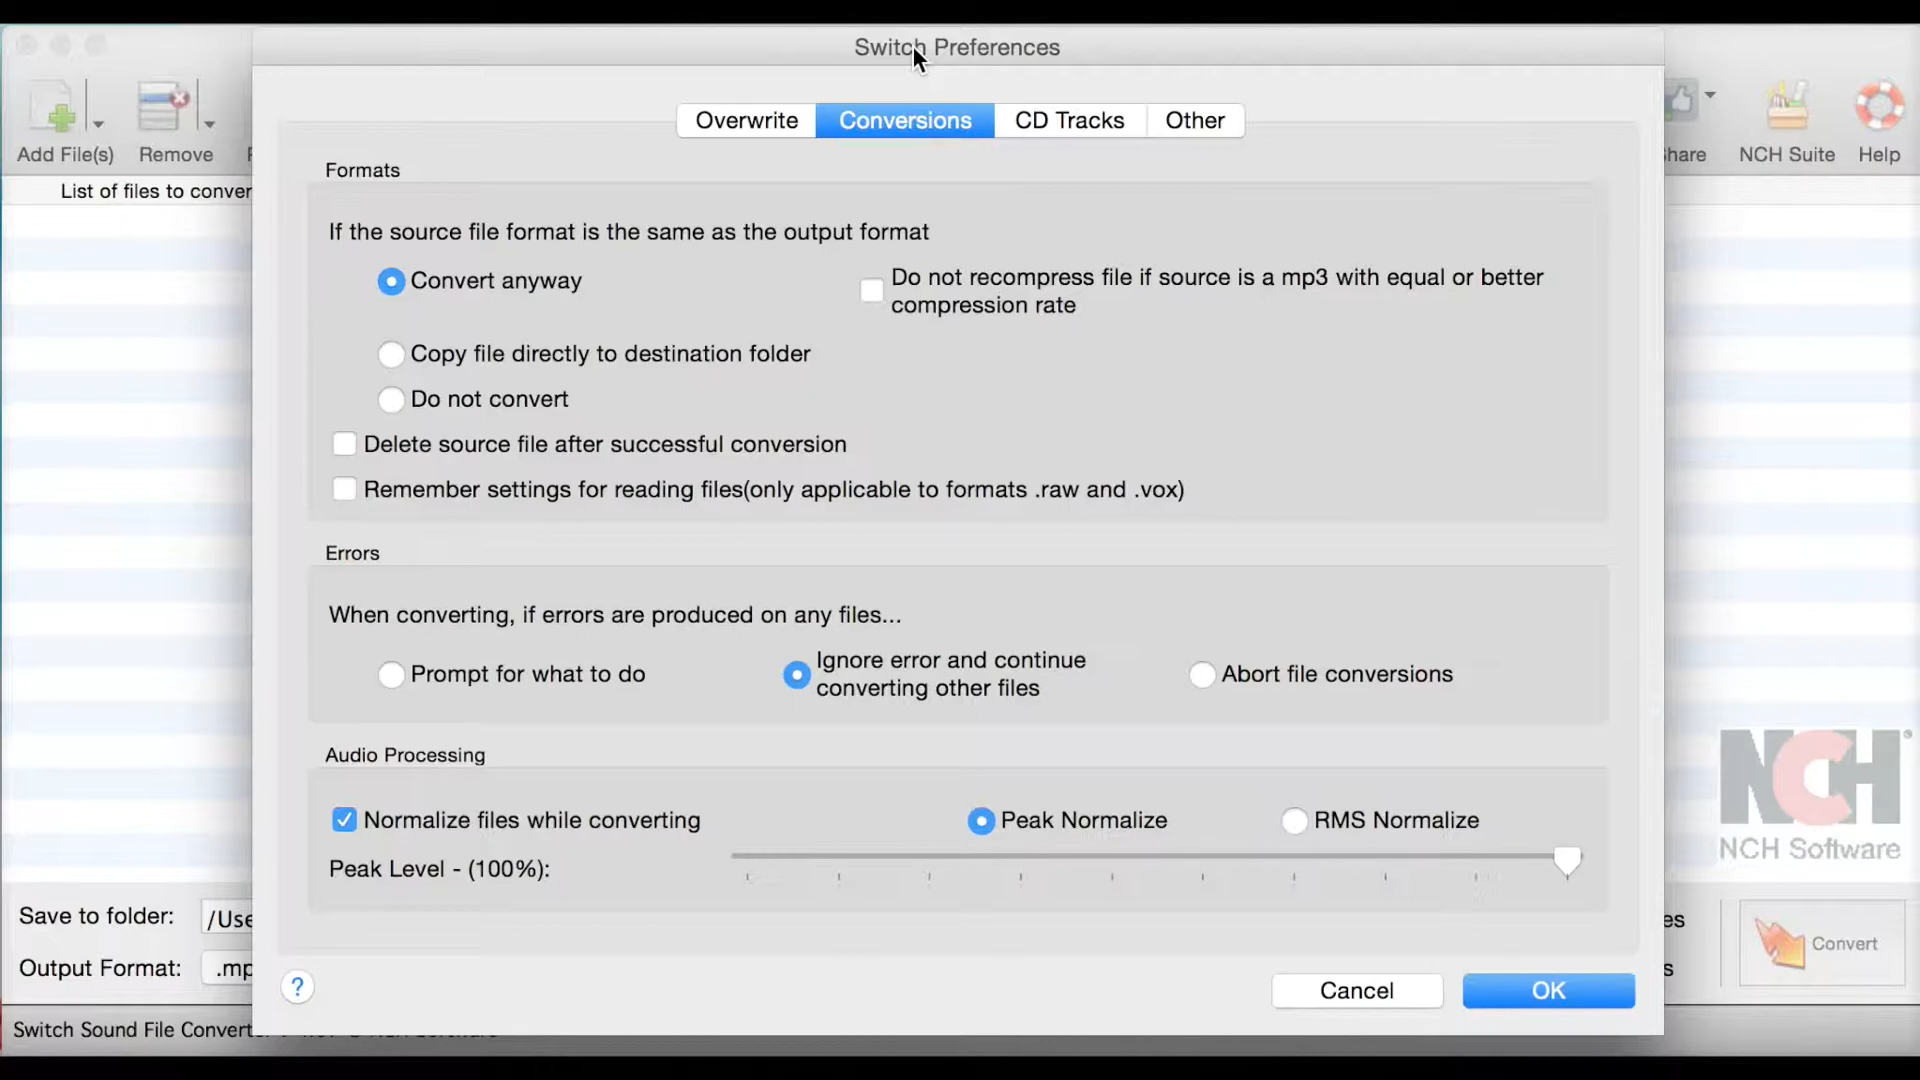 Switch Preferences
Add File(s)
Remove
Share
NCH Suite
Help
Overwrite
Conversions
CD Tracks
Other
List of files to conver
Formats
If the source file format is the same as the output format
Convert anyway
Do not recompress file if source is a mp3 with equal or better
compression rate
Copy file directly to destination folder
Do not convert
Delete source file after successful conversion
Remember settings for reading files(only applicable to formats .raw and .vox)
Errors
When converting, if errors are produced on any files...
Prompt for what to do
Ignore error and continue
converting other files
Abort file conversions
Audio Processing
Normalize files while converting
Peak Normalize
RMS Normalize
Peak Level - (100%):
NCH®
NCH Software
Save to folder:
/Use
es
Output Format:
.mp
s
Convert
?
Cancel
OK
Switch Sound File Converte
NCH Software